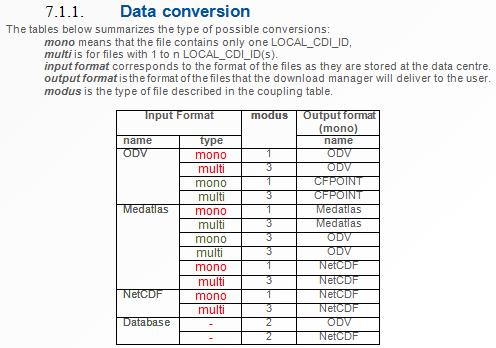 7.1.1. Data conversion
The tables below summarizes the type of possible conversions:
mono means that the file contains only one LOCAL_CDI_ID,
multi is for files with 1 to n LOCAL_CDI_ID(s).
input format corresponds to the format of the files as they are stored at the data centre.
output format is the format of the files that the download manager will deliver to the user.
modus is the type of file described in the coupling table.
Input Format modus Output format
(mono)
name type name
ODV mono 1 ODV
multi 3 ODV
mono 1 CFPOINT
multi 3 CFPOINT
Medatlas mono 1 Medatlas
multi 3 Medatlas
mono 3 ODV
multi 3 ODV
mono 1 NetCDF
multi 3 NetCDF
NetCDF mono 1 NetCDF
multi 3 NetCDF
Database - 2 ODV
- 2 NetCDF